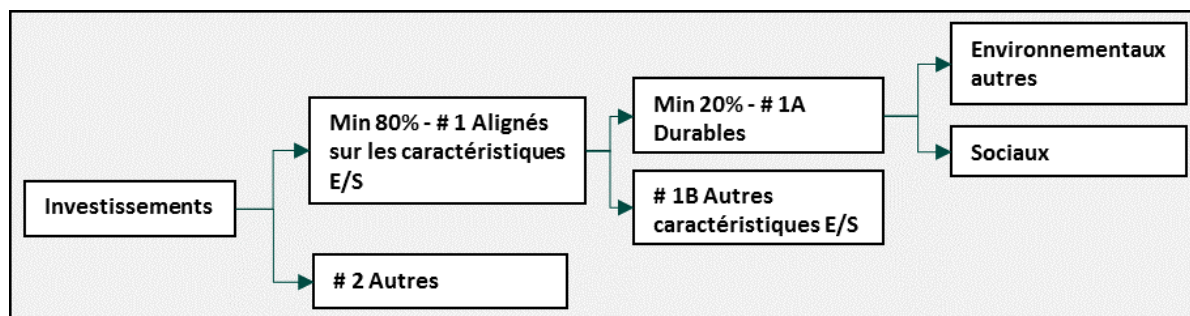 Investissements
Min 80% - # 1 Alignés
sur les caractéristiques
E/S
# 2 Autres
Min 20% - # 1A
Durables
# 1B Autres
caractéristiques E/S
Environnementaux
autres
Sociaux